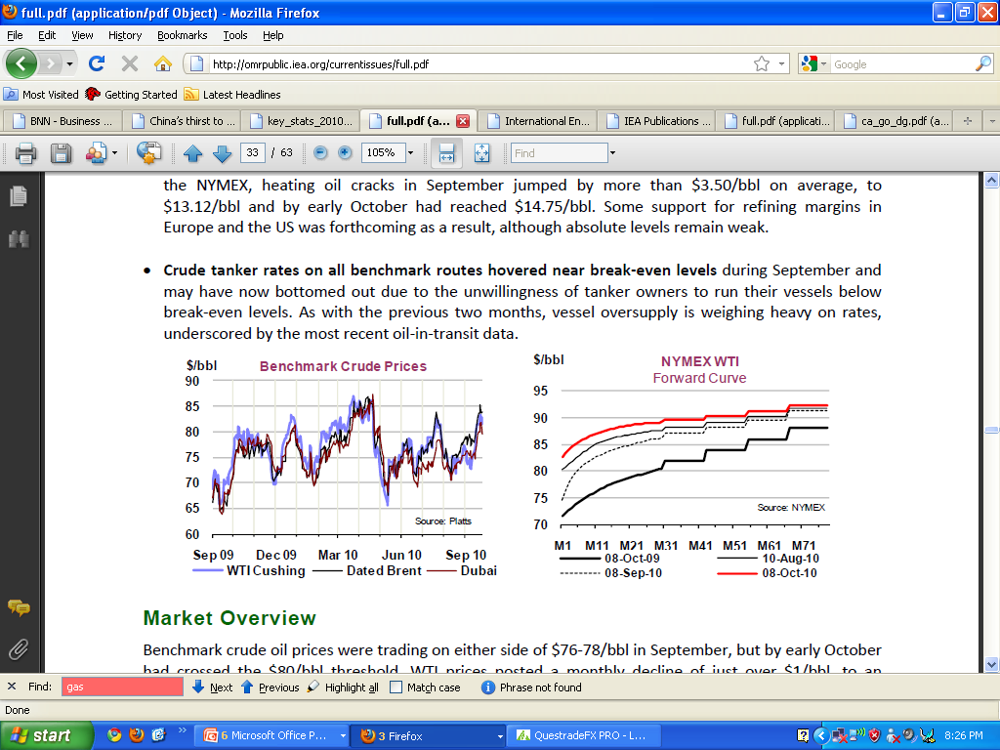 full.pdf (application/pdf Object) - Mozilla Firefox
File Edit View History Bookmarks Tools Help
http://omrpublic.iea.org/currentissues/full.pdf Google
Most Visited Getting Started Latest Headlines
BNN - Business ... China's thirst to ... key_stats_2010... full.pdf (a... International En... IEA Publications ... full.pdf (applicati... ca_go_dg.pdf (a...
33 / 63 105% Find
the NYMEX, heating oil cracks in September jumped by more than $3.50/bbl on average, to
$13.12/bbl and by early October had reached $14.75/bbl. Some support for refining margins in
Europe and the US was forthcoming as a result, although absolute levels remain weak.
• Crude tanker rates on all benchmark routes hovered near break-even levels during September and
may have now bottomed out due to the unwillingness of tanker owners to run their vessels below
break-even levels. As with the previous two months, vessel oversupply is weighing heavy on rates,
underscored by the most recent oil-in-transit data.
$/bbl Benchmark Crude Prices
90
85
80
75
70
65
60
Source: Platts
Sep 09 Dec 09 Mar 10 Jun 10 Sep 10
WTI Cushing Dated Brent Dubai
$/bbl NYMEX WTI
Forward Curve
95
90
85
80
75
70
Source: NYMEX
M1 M11 M21 M31 M41 M51 M61 M71
08-Oct-09 10-Aug-10
08-Sep-10 08-Oct-10
Market Overview
Benchmark crude oil prices were trading on either side of $76-78/bbl in September, but by early October
had crossed the $80/bbl threshold. WTI prices posted a monthly decline of just over $1/bbl, to an
Find: gas Next Previous Highlight all Match case Phrase not found
Done
start 6 Microsoft Office P... 3 Firefox QuestradeFX PRO - L... 8:26 PM